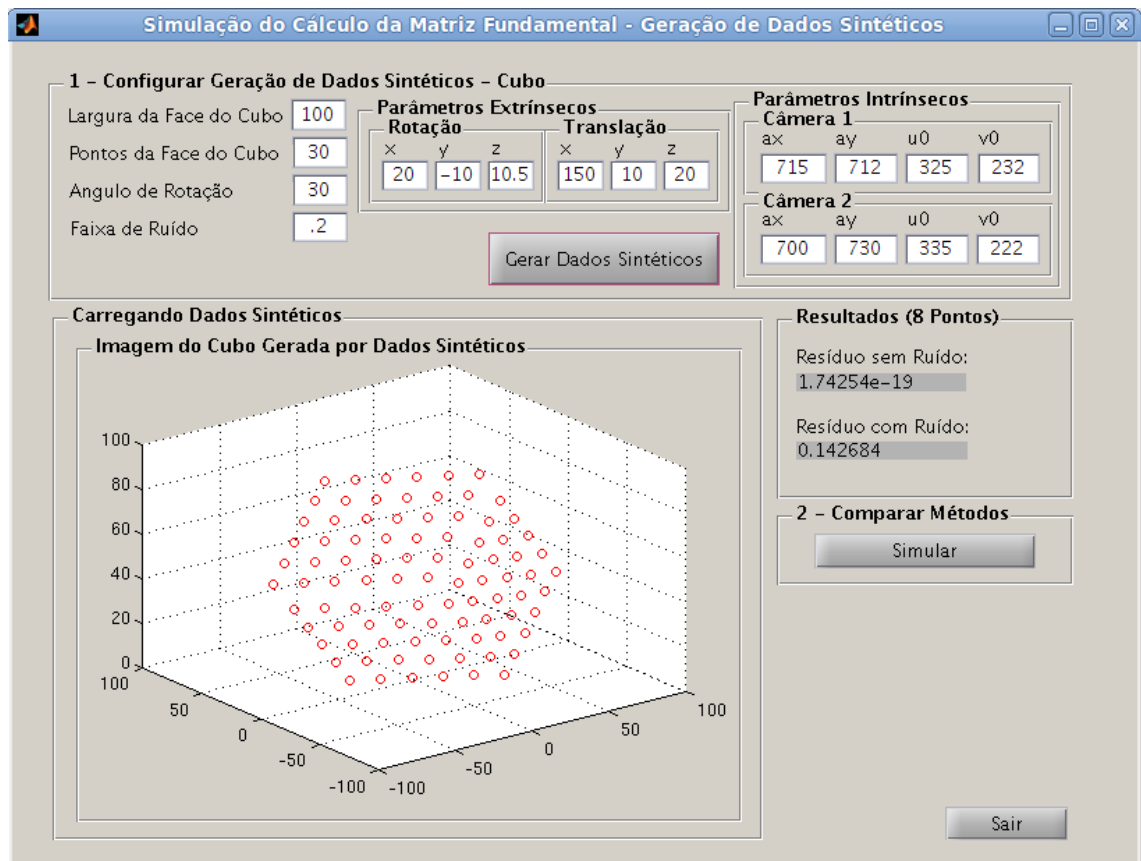 Simulação do Cálculo da Matriz Fundamental - Geração de Dados Sintéticos
1 - Configurar Geração de Dados Sintéticos - Cubo
Largura da Face do Cubo 100
Pontos da Face do Cubo 30
Angulo de Rotação 30
Faixa de Ruído .2
Parâmetros Extrínsecos
Rotação
x y z
20 -10 10.5
Translação
x y z
150 10 20
Gerar Dados Sintéticos
Parâmetros Intrínsecos
Câmera 1
ax ay u0 v0
715 712 325 232
Câmera 2
ax ay u0 v0
700 730 335 222
Carregando Dados Sintéticos
Imagem do Cubo Gerada por Dados Sintéticos
100
80
60
40
20
0
100
50
0
-50
-100
-100
-50
0
50
100
Resultados (8 Pontos)
Resíduo sem Ruído:
1.74254e-19
Resíduo com Ruído:
0.142684
2 - Comparar Métodos
Simular
Sair